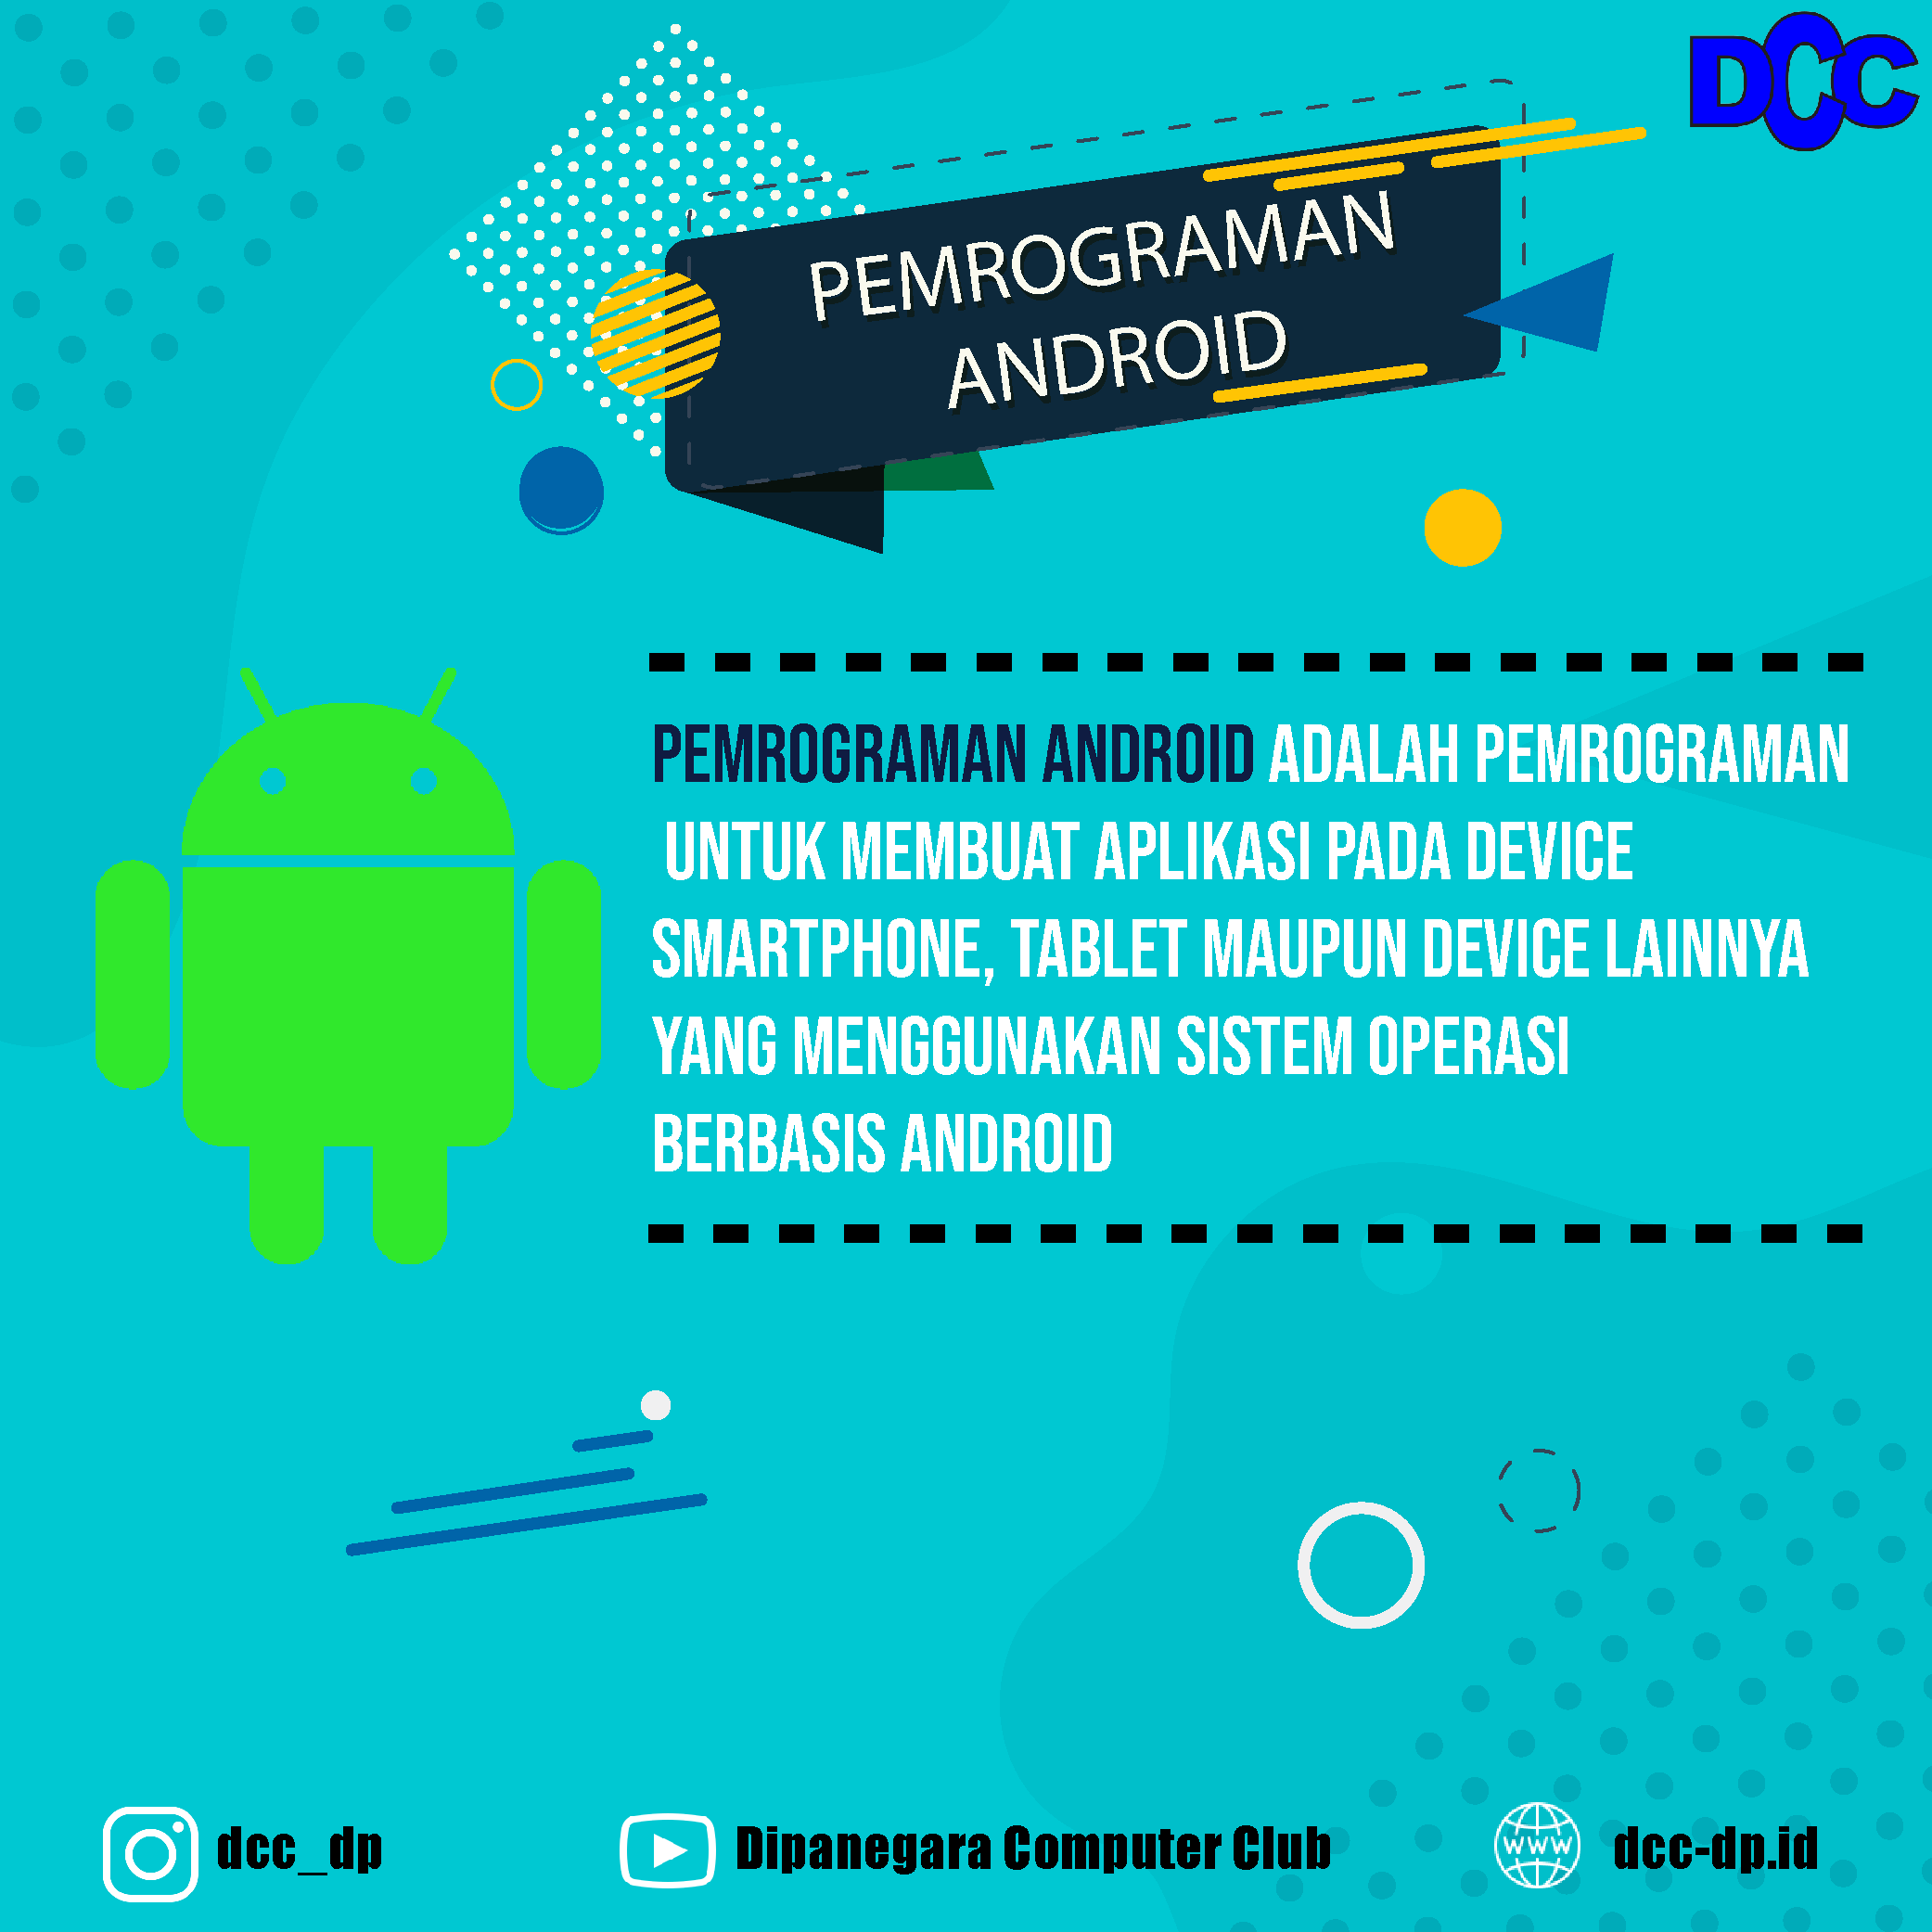 DCC
PEMROGRAMAN
ANDROID
PEMROGRAMAN ANDROID ADALAH PEMROGRAMAN
UNTUK MEMBUAT APLIKASI PADA DEVICE
SMARTPHONE, TABLET MAUPUN DEVICE LAINNYA
YANG MENGGUNAKAN SISTEM OPERASI
BERBASIS ANDROID
dcc_dp
Dipanegara Computer Club
WWW
dcc-dp.id